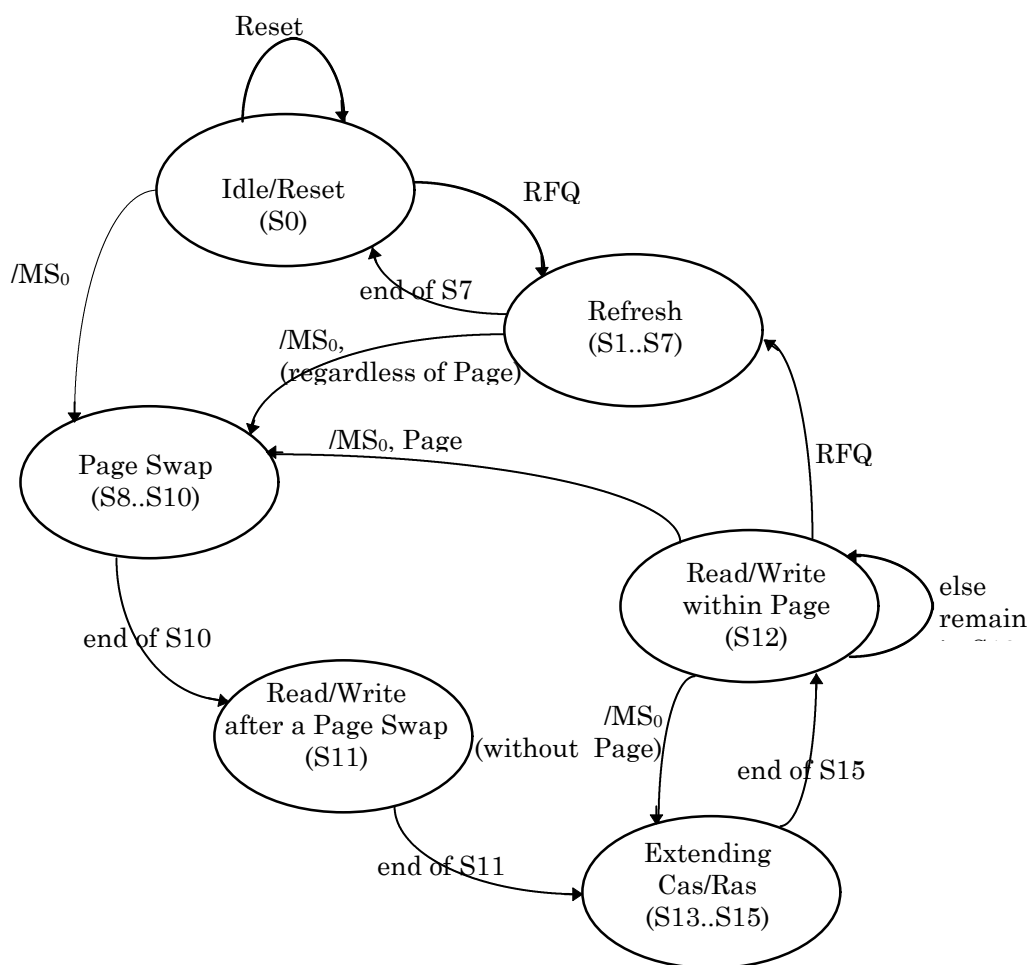 Reset
Idle/Reset
(S0)
RFQ
/MS₀
end of S7
Refresh
(S1..S7)
/MS₀,
(regardless of Page)
/MS₀, Page
Page Swap
(S8..S10)
RFQ
Read/Write
within Page
(S12)
else
remain
end of S10
Read/Write
after a Page Swap
(S11)
/MS₀
(without Page)
end of S15
end of S11
Extending
Cas/Ras
(S13..S15)